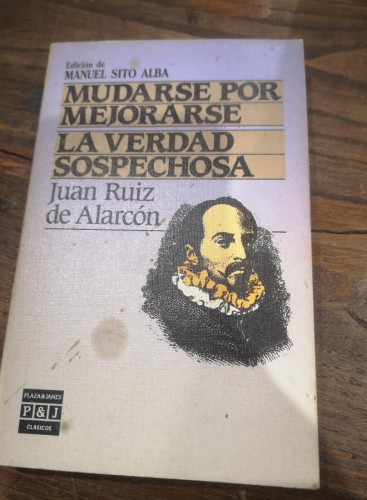 Edición de
MANUEL SITO ALBA
MUDARSE POR
MEJORARSE
LA VERDAD
SOSPECHOSA
Juan Ruiz
de Alarcón
PLAZA & JANES
P&J
CLASICOS